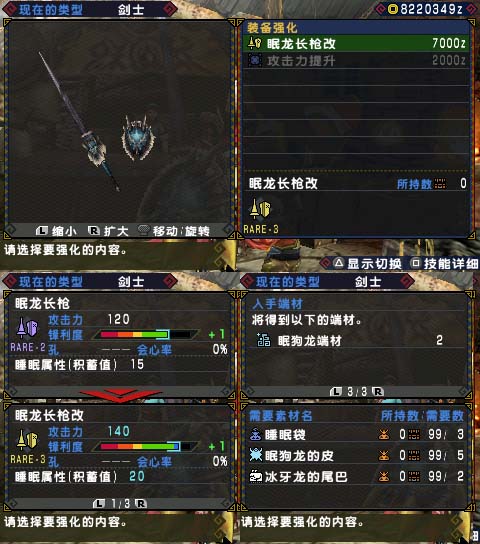 现在的类型 剑士
8220349z
装备强化
眠龙长枪改 7000z
攻击力提升 2000z
眠龙长枪改 所持数 0
RARE-3
L 缩小 R 扩大 移动/旋转
请选择要强化的内容。
△显示切换 □技能详细
现在的类型 剑士
眠龙长枪
攻击力 120
锋利度 +1
RARE-2 孔 ——— 会心率 0%
睡眠属性(积蓄值) 15
眠龙长枪改
攻击力 140
锋利度 +1
RARE-3 孔 ——— 会心率 0%
睡眠属性(积蓄值) 20
L 1/3 R
请选择要强化的内容。
现在的类型 剑士
入手端材
将得到以下的端材。
眠狗龙端材 2
L 3/3 R
需要素材名 所持数/需要数
睡眠袋 0 99/ 3
眠狗龙的皮 0 99/ 5
冰牙龙的尾巴 0 99/ 2
请选择要强化的内容。
细